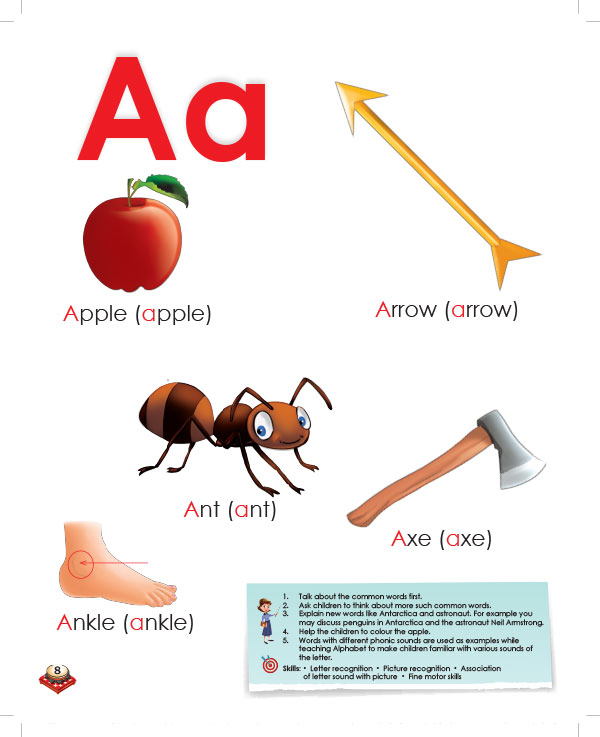 Aa
Apple (apple)
Arrow (arrow)
Ant (ant)
Axe (axe)
Ankle (ankle)
1. Talk about the common words first.
2. Ask children to think about more such common words.
3. Explain new words like Antarctica and astronaut. For example you
may discuss penguins in Antarctica and the astronaut Neil Armstrong.
4. Help the children to colour the apple.
5. Words with different phonic sounds are used as examples while
teaching Alphabet to make children familiar with various sounds of
the letter.
Skills: • Letter recognition • Picture recognition • Association
of letter sound with picture • Fine motor skills
8